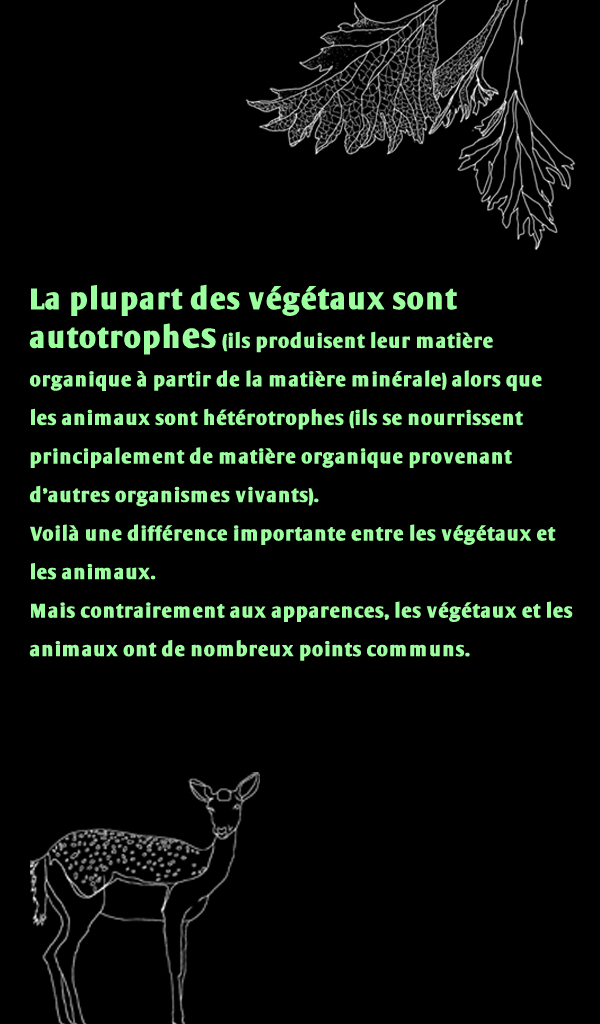 La plupart des végétaux sont
autotrophes (ils produisent leur matière
organique à partir de la matière minérale) alors que
les animaux sont hétérotrophes (ils se nourrissent
principalement de matière organique provenant
d'autres organismes vivants).
Voilà une différence importante entre les végétaux et
les animaux.
Mais contrairement aux apparences, les végétaux et les
animaux ont de nombreux points communs.